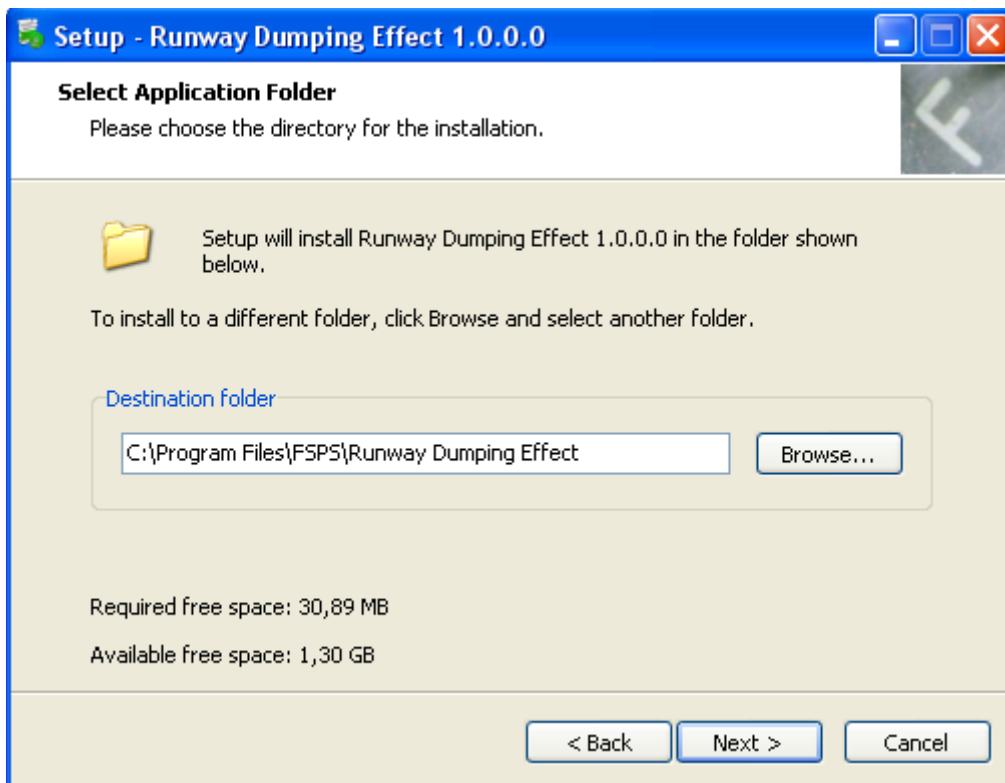 Setup - Runway Dumping Effect 1.0.0.0
Select Application Folder
Please choose the directory for the installation.
Setup will install Runway Dumping Effect 1.0.0.0 in the folder shown
below.
To install to a different folder, click Browse and select another folder.
Destination folder
C:\Program Files\FSPS\Runway Dumping Effect
Browse...
Required free space: 30,89 MB
Available free space: 1,30 GB
< Back
Next >
Cancel